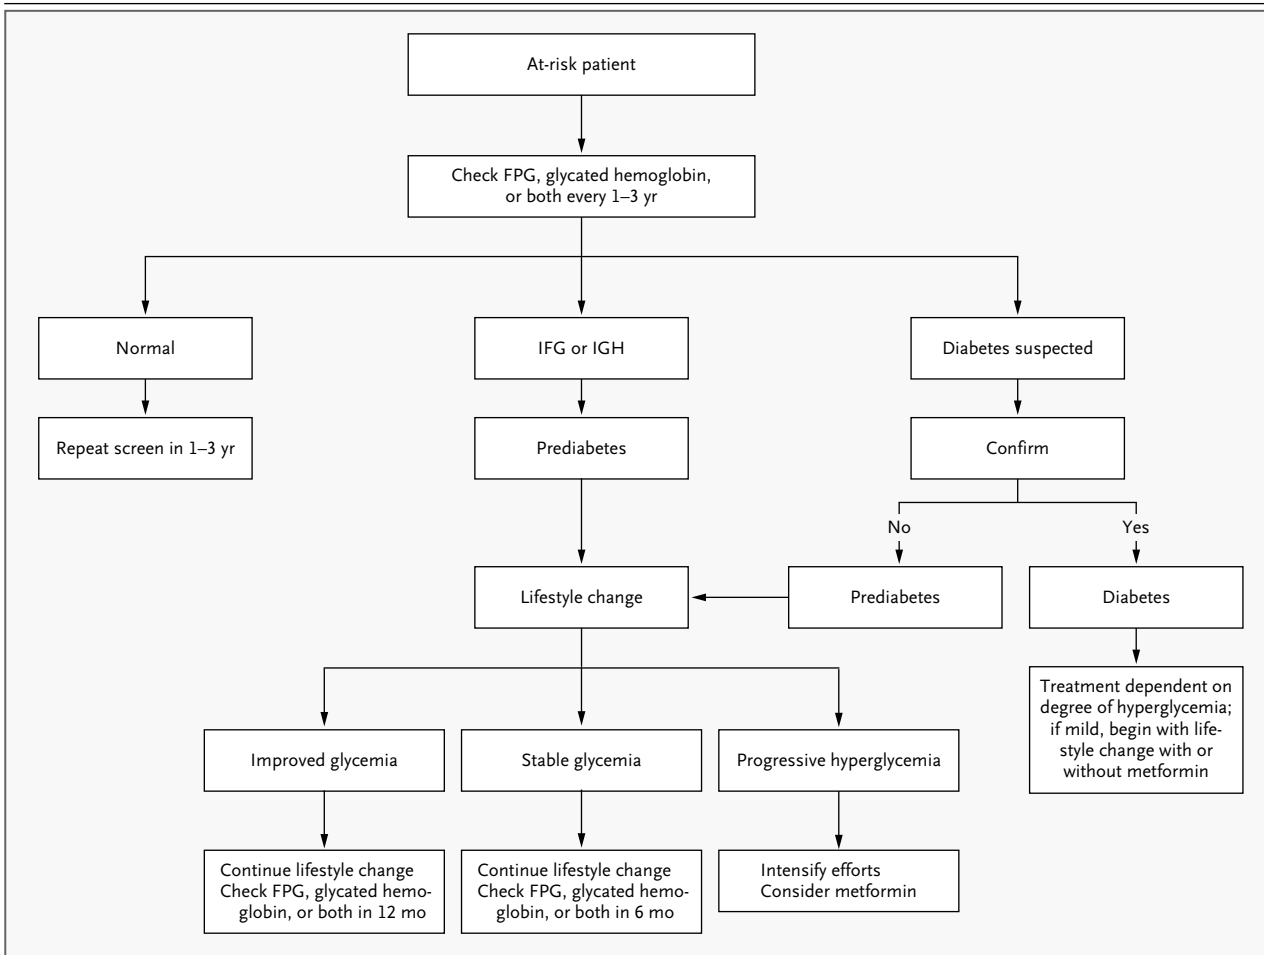 At-risk patient
Check FPG, glycated hemoglobin,
or both every 1–3 yr
Normal
IFG or IGH
Diabetes suspected
Repeat screen in 1–3 yr
Prediabetes
Confirm
No
Yes
Lifestyle change
Prediabetes
Diabetes
Treatment dependent on
degree of hyperglycemia;
if mild, begin with life-
style change with or
without metformin
Improved glycemia
Stable glycemia
Progressive hyperglycemia
Continue lifestyle change
Check FPG, glycated hemo-
globin, or both in 12 mo
Continue lifestyle change
Check FPG, glycated hemo-
globin, or both in 6 mo
Intensify efforts
Consider metformin